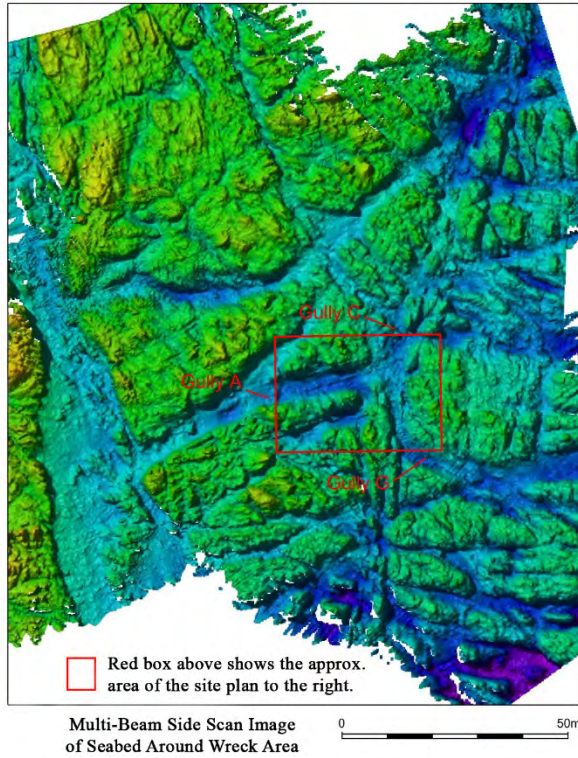 Gully C
Gully A
Gully G
Red box above shows the approx.
area of the site plan to the right.
Multi-Beam Side Scan Image
of Seabed Around Wreck Area
0
50m